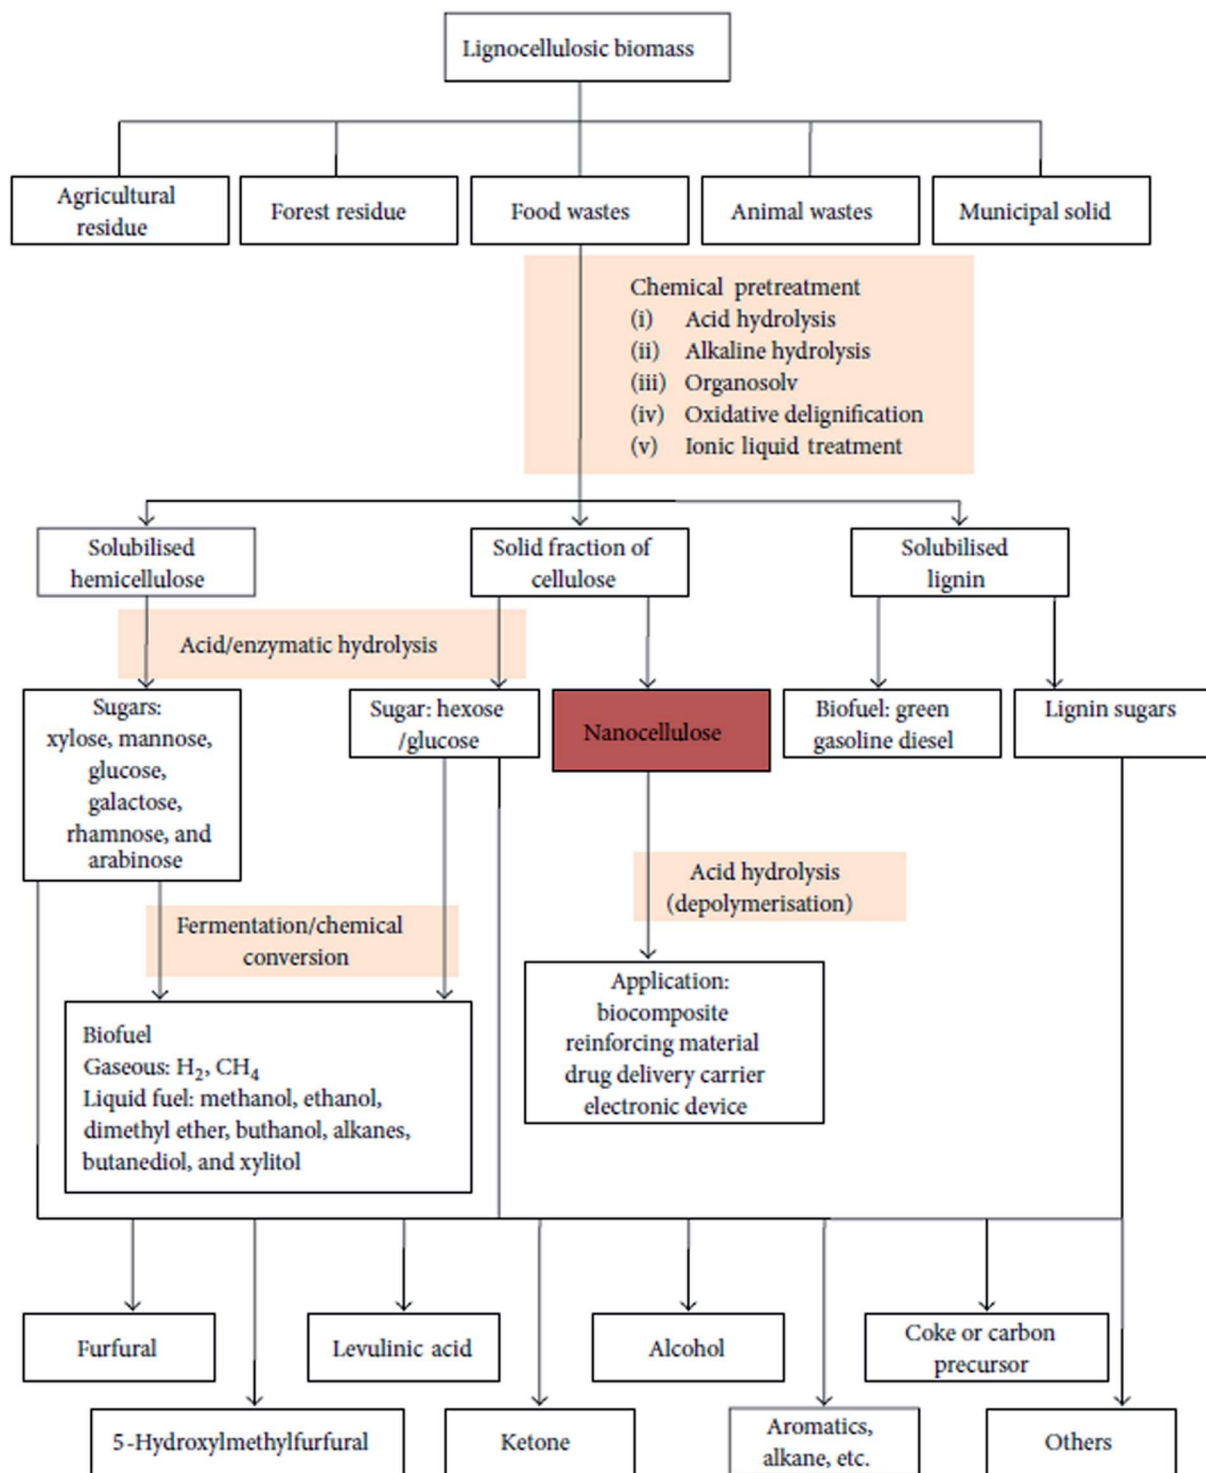 Lignocellulosic biomass
Agricultural
residue
Forest residue
Food wastes
Animal wastes
Municipal solid
Chemical pretreatment
(i) Acid hydrolysis
(ii) Alkaline hydrolysis
(iii) Organosolv
(iv) Oxidative delignification
(v) Ionic liquid treatment
Solubilised
hemicellulose
Solid fraction of
cellulose
Solubilised
lignin
Acid/enzymatic hydrolysis
Sugars:
xylose, mannose,
glucose,
galactose,
rhamnose, and
arabinose
Sugar: hexose
/glucose
Nanocellulose
Biofuel: green
gasoline diesel
Lignin sugars
Acid hydrolysis
(depolymerisation)
Fermentation/chemical
conversion
Application:
biocomposite
reinforcing material
drug delivery carrier
electronic device
Biofuel
Gaseous: H₂, CH₄
Liquid fuel: methanol, ethanol,
dimethyl ether, buthanol, alkanes,
butanediol, and xylitol
Furfural
Levulinic acid
Alcohol
Coke or carbon
precursor
5-Hydroxylmethylfurfural
Ketone
Aromatics,
alkane, etc.
Others